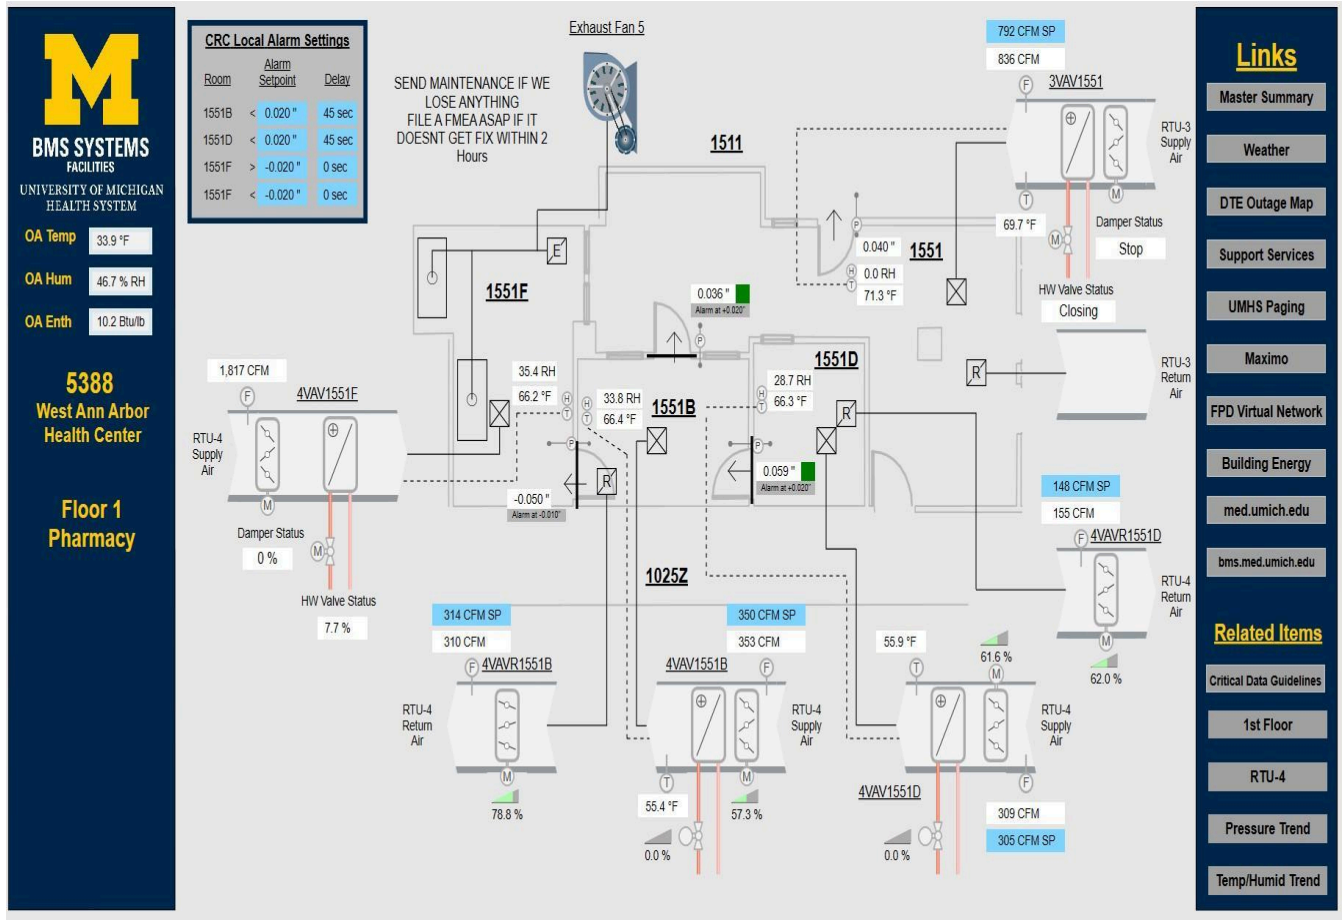 M
BMS SYSTEMS
FACILITIES
UNIVERSITY OF MICHIGAN
HEALTH SYSTEM
OA Temp 33.9 °F
OA Hum 46.7 % RH
OA Enth 10.2 Btu/lb
5388
West Ann Arbor
Health Center
Floor 1
Pharmacy
CRC Local Alarm Settings
Room Alarm Setpoint Delay
1551B < 0.020 " 45 sec
1551D < 0.020 " 45 sec
1551F > -0.020 " 0 sec
1551F < -0.020 " 0 sec
SEND MAINTENANCE IF WE
LOSE ANYTHING
FILE A FMEA ASAP IF IT
DOESNT GET FIX WITHIN 2
Hours
Exhaust Fan 5
1511
792 CFM SP
836 CFM
F
3VAV1551
RTU-3
Supply
Air
T
M
69.7 °F
Damper Status
Stop
M
HW Valve Status
Closing
P
0.040 "
1551
H
0.0 RH
T
71.3 °F
E
1551F
0.036 "
Alarm at +0.020"
P
R
RTU-3
Return
Air
1551D
1,817 CFM
F
4VAV1551F
RTU-4
Supply
Air
M
Damper Status
0 %
M
HW Valve Status
7.7 %
35.4 RH
66.2 °F
H
T
H
T
33.8 RH
66.4 °F
1551B
28.7 RH
66.3 °F
H
T
R
P
R
-0.050 "
Alarm at -0.010"
P
0.059 "
Alarm at +0.020"
148 CFM SP
155 CFM
F
4VAVR1551D
RTU-4
Return
Air
M
62.0 %
1025Z
314 CFM SP
310 CFM
F
4VAVR1551B
RTU-4
Return
Air
M
78.8 %
350 CFM SP
353 CFM
4VAV1551B
F
RTU-4
Supply
Air
T
M
55.4 °F
57.3 %
0.0 %
55.9 °F
T
61.6 %
M
RTU-4
Supply
Air
F
4VAV1551D
309 CFM
305 CFM SP
0.0 %
Links
Master Summary
Weather
DTE Outage Map
Support Services
UMHS Paging
Maximo
FPD Virtual Network
Building Energy
med.umich.edu
bms.med.umich.edu
Related Items
Critical Data Guidelines
1st Floor
RTU-4
Pressure Trend
Temp/Humid Trend